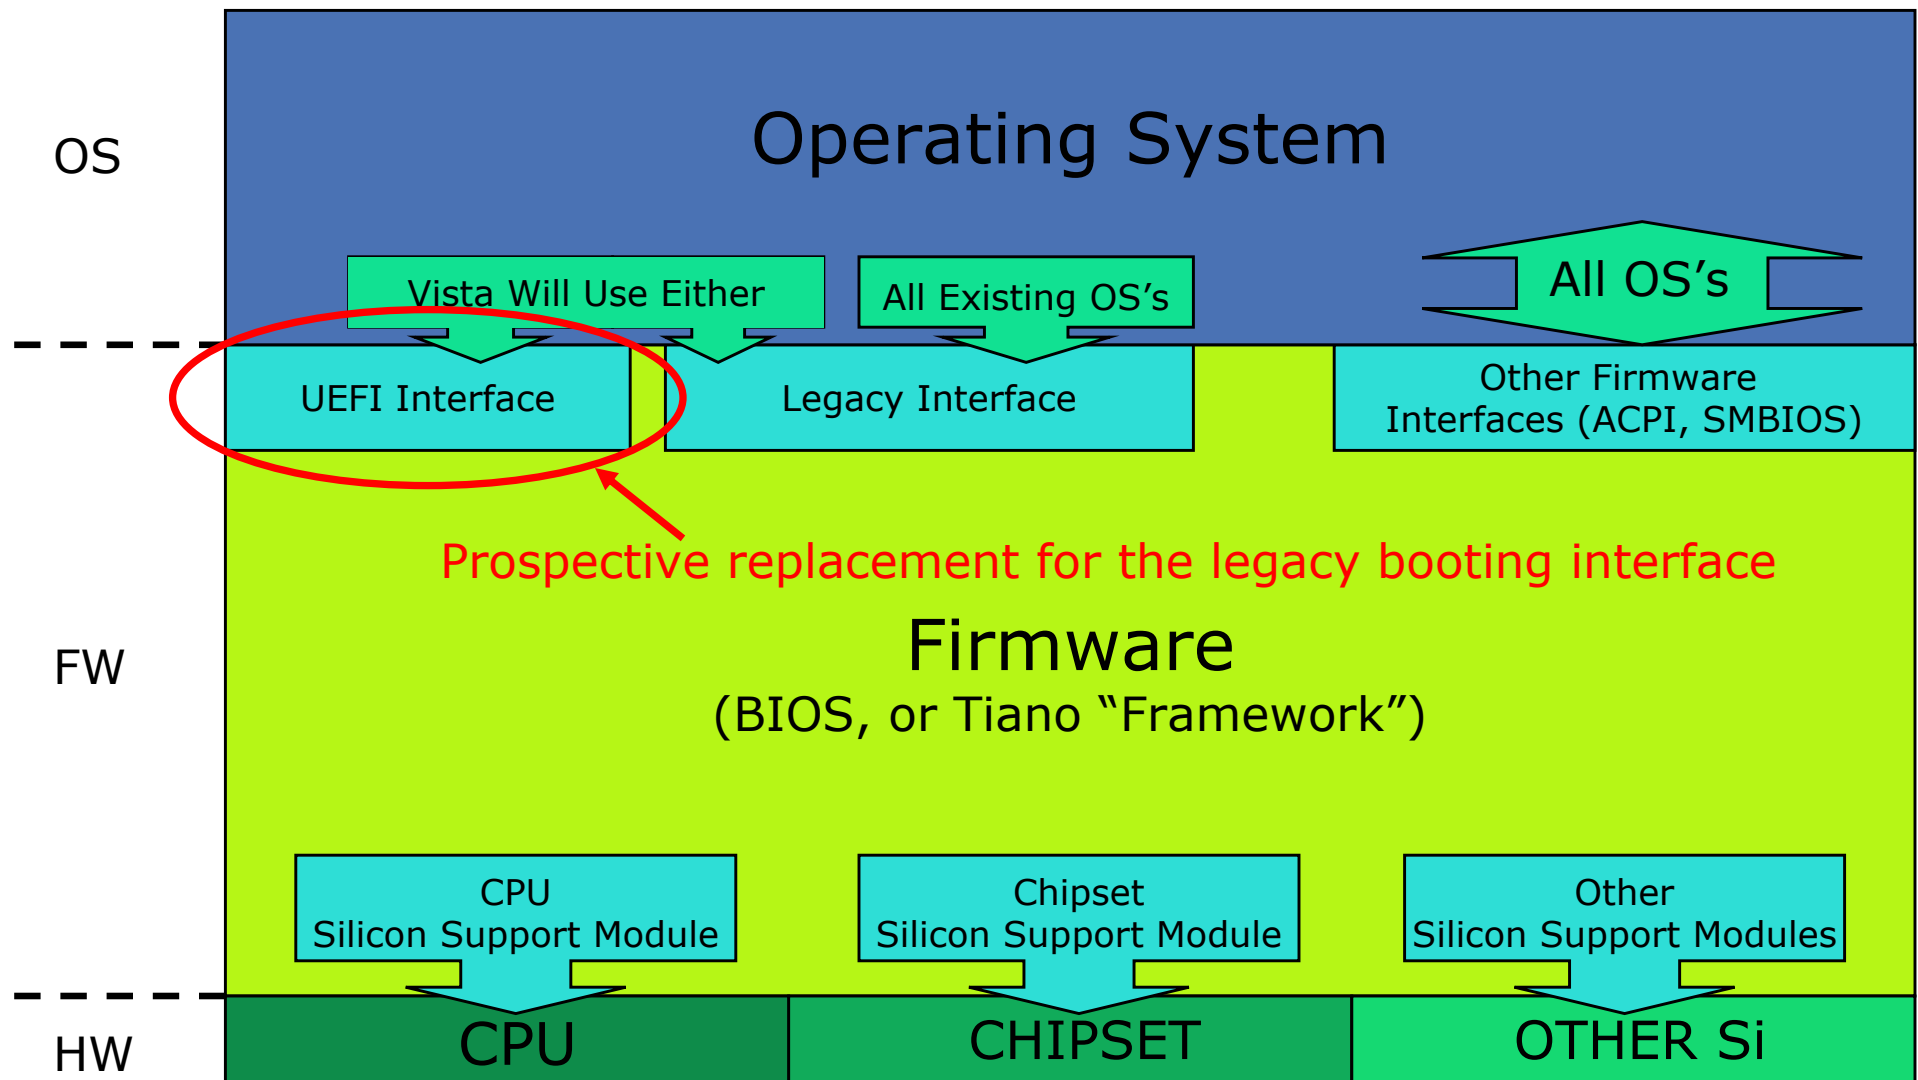 OS
Operating System
Vista Will Use Either
All Existing OS’s
All OS’s
UEFI Interface
Legacy Interface
Other Firmware
Interfaces (ACPI, SMBIOS)
Prospective replacement for the legacy booting interface
FW
Firmware
(BIOS, or Tiano “Framework”)
CPU
Silicon Support Module
Chipset
Silicon Support Module
Other
Silicon Support Modules
HW
CPU
CHIPSET
OTHER Si